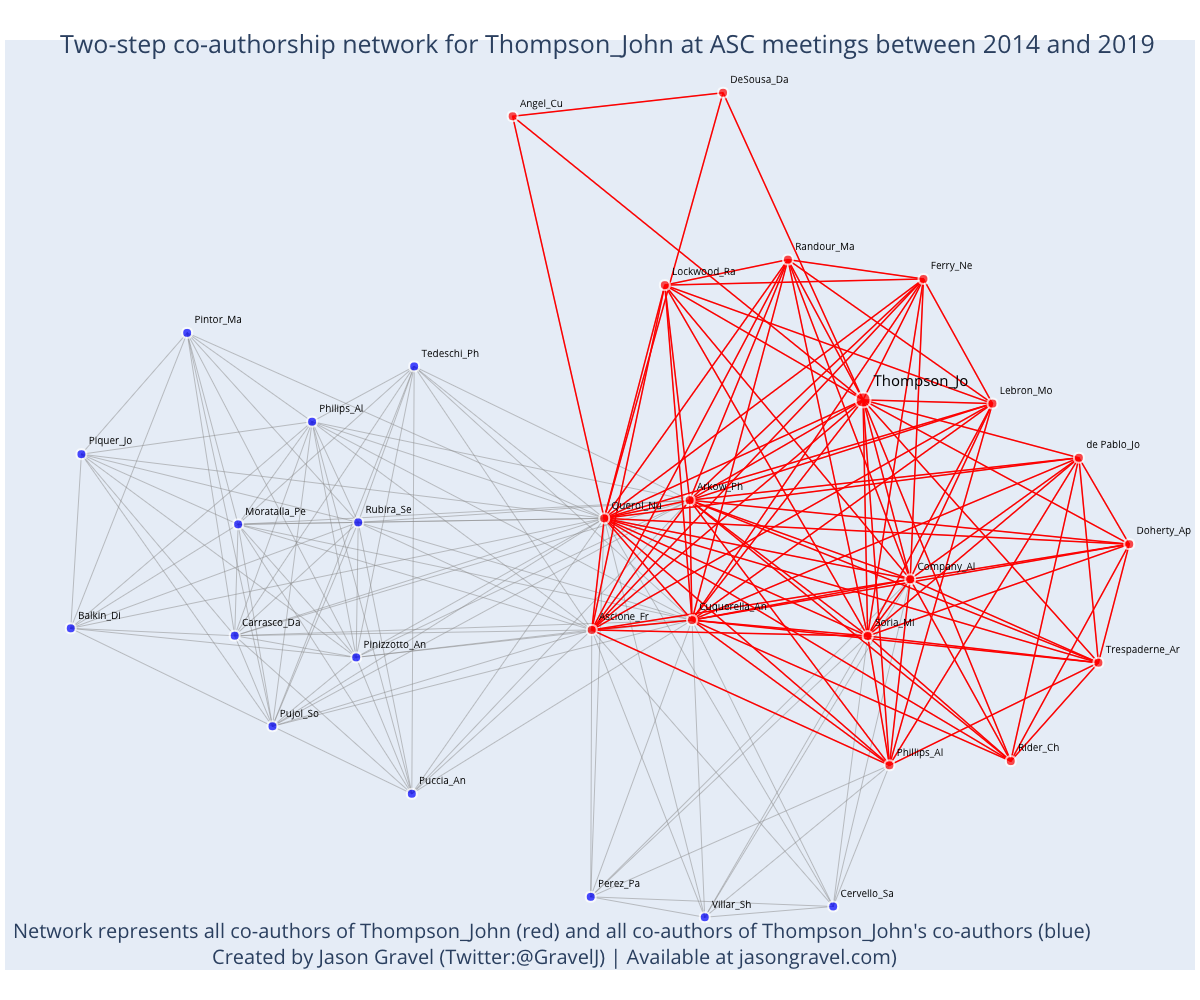 Two-step co-authorship network for Thompson_John at ASC meetings between 2014 and 2019
DeSousa_Da
Angel_Cu
Randour_Ma
Ferry_Ne
Lockwood_Ra
Pintor_Ma
Tedeschi_Ph
Thompson_Jo
Lebron_Mo
Philips_Al
Piquer_Jo
de Pablo_Jo
Arkow_Ph
Querol_Nú
Moratalla_Pe
Rubíra_Se
Doherty_Ap
Company_Al
Luquorella_An
Balkin_Di
Carrasco_Da
Ascione_Fr
Soria_Mi
Pinizzotto_An
Trespaderne_Ar
Pujol_So
Phillips_Al
Rider_Ch
Puccia_An
Perez_Pa
Villar_Sh
Cervello_Sa
Network represents all co-authors of Thompson_John (red) and all co-authors of Thompson_John's co-authors (blue)
Created by Jason Gravel (Twitter:@GravelJ) | Available at jasongravel.com)